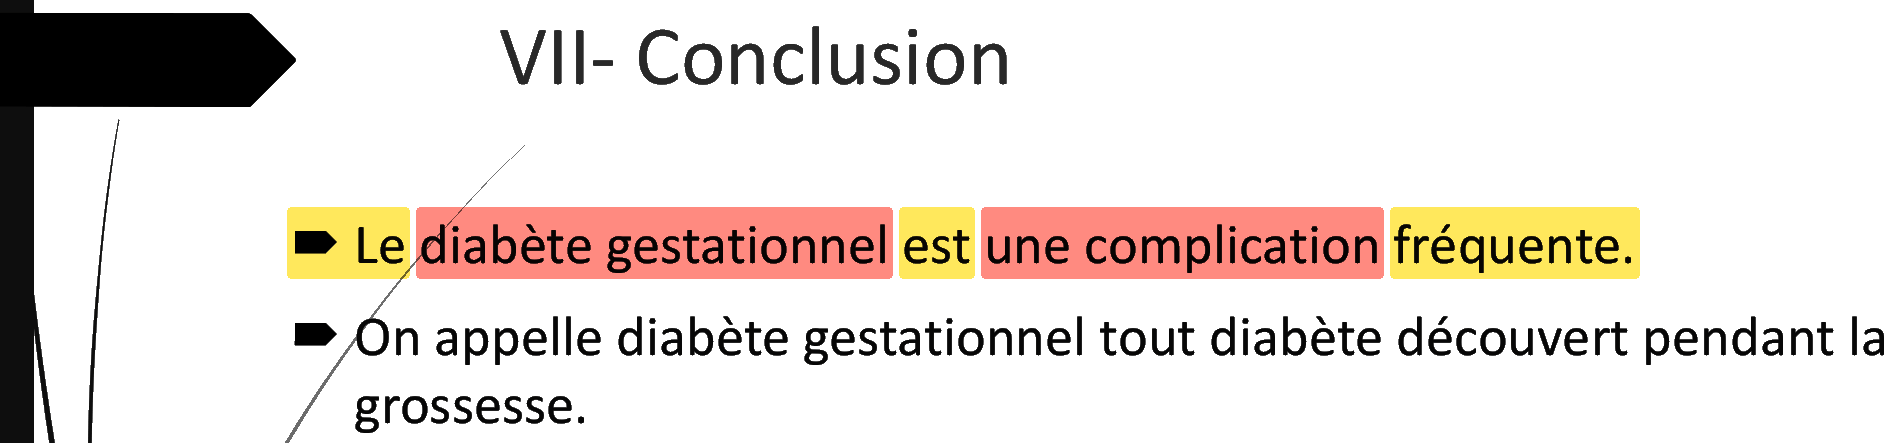 VII- Conclusion
Le diabète gestationnel est une complication fréquente.
On appelle diabète gestationnel tout diabète découvert pendant la
grossesse.